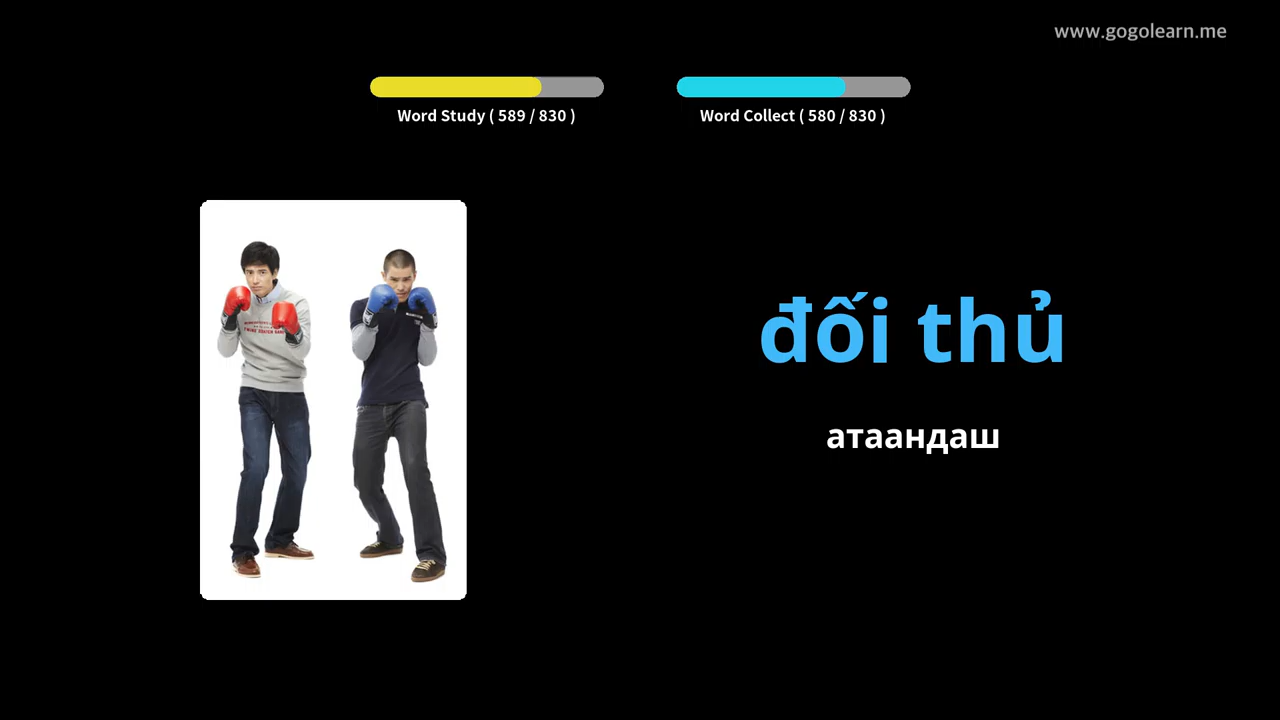 www.gogolearn.me
Word Study ( 589 / 830 )
Word Collect ( 580 / 830 )
đối thủ
атаандаш